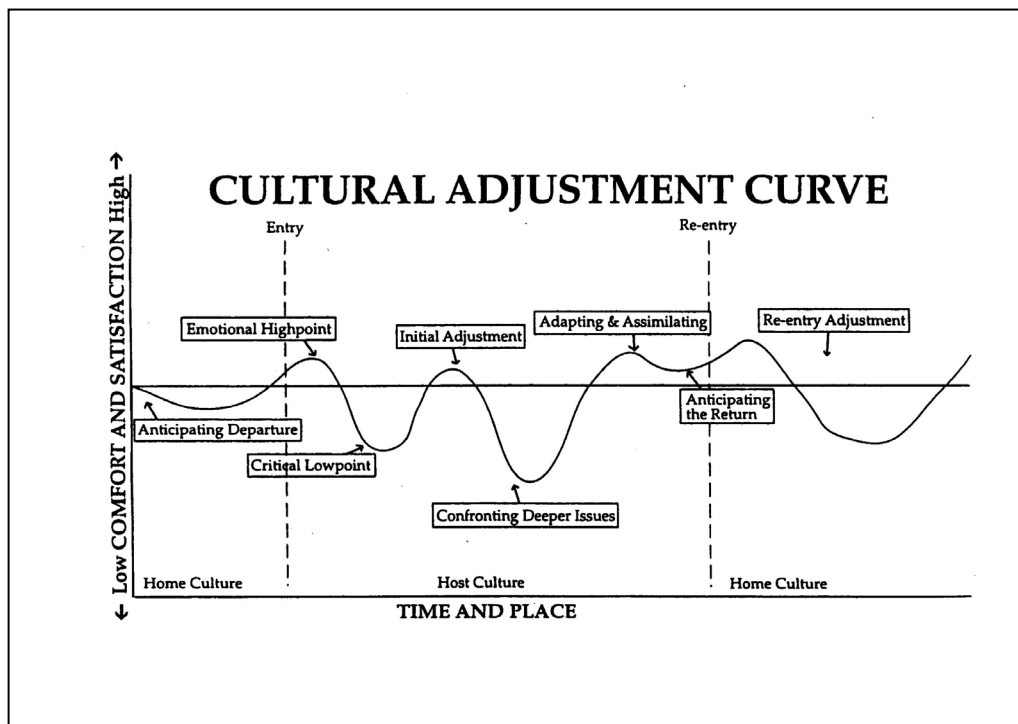 CULTURAL ADJUSTMENT CURVE
Entry
Re-entry
Emotional Highpoint
Initial Adjustment
Adapting & Assimilating
Re-entry Adjustment
Anticipating Departure
Critical Lowpoint
Confronting Deeper Issues
Anticipating
the Return
← Low COMFORT AND SATISFACTION High →
Home Culture
Host Culture
Home Culture
TIME AND PLACE